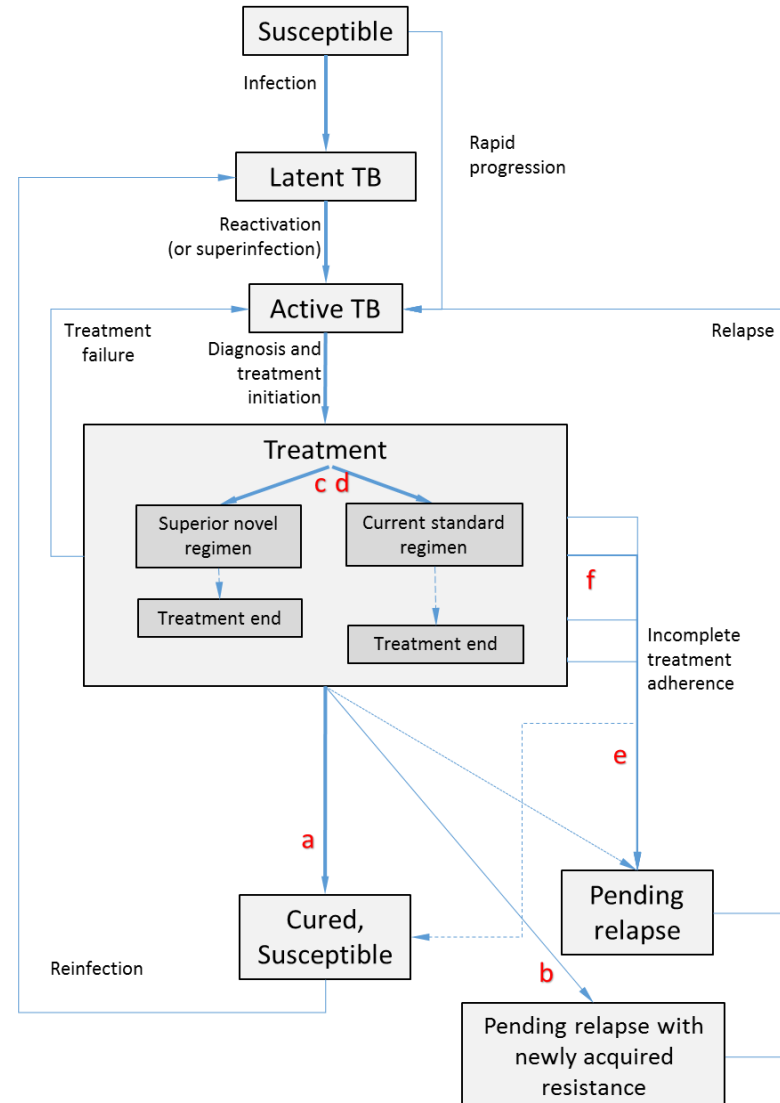 Susceptible
Infection
Rapid
progression
Latent TB
Reactivation
(or superinfection)
Active TB
Treatment
failure
Relapse
Diagnosis and
treatment
initiation
Treatment
c d
Superior novel
regimen
Current standard
regimen
f
Treatment end
Treatment end
Incomplete
treatment
adherence
e
a
Pending
relapse
Cured,
Susceptible
Reinfection
b
Pending relapse with
newly acquired
resistance